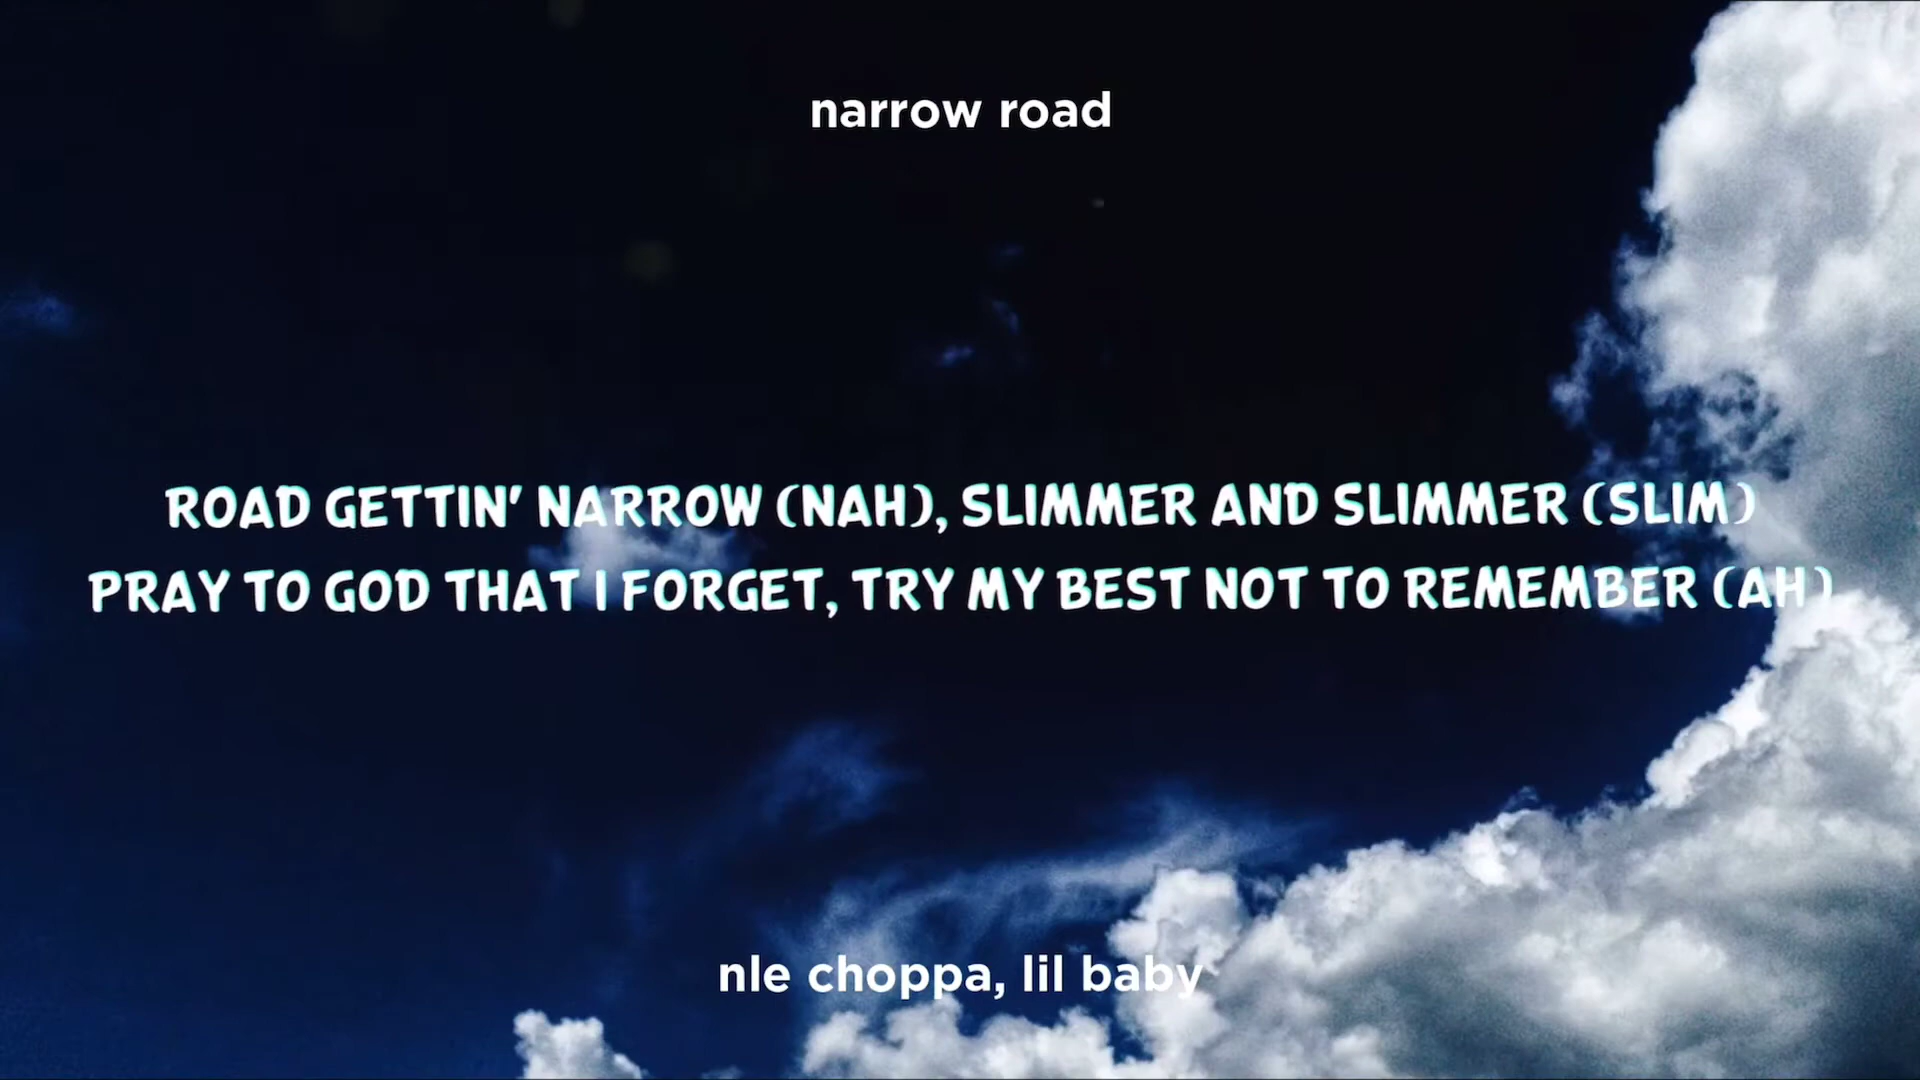 narrow road
ROAD GETTIN' NARROW (NAH), SLIMMER AND SLIMMER (SLIM)
PRAY TO GOD THAT I FORGET, TRY MY BEST NOT TO REMEMBER (AH)
nle choppa, lil baby